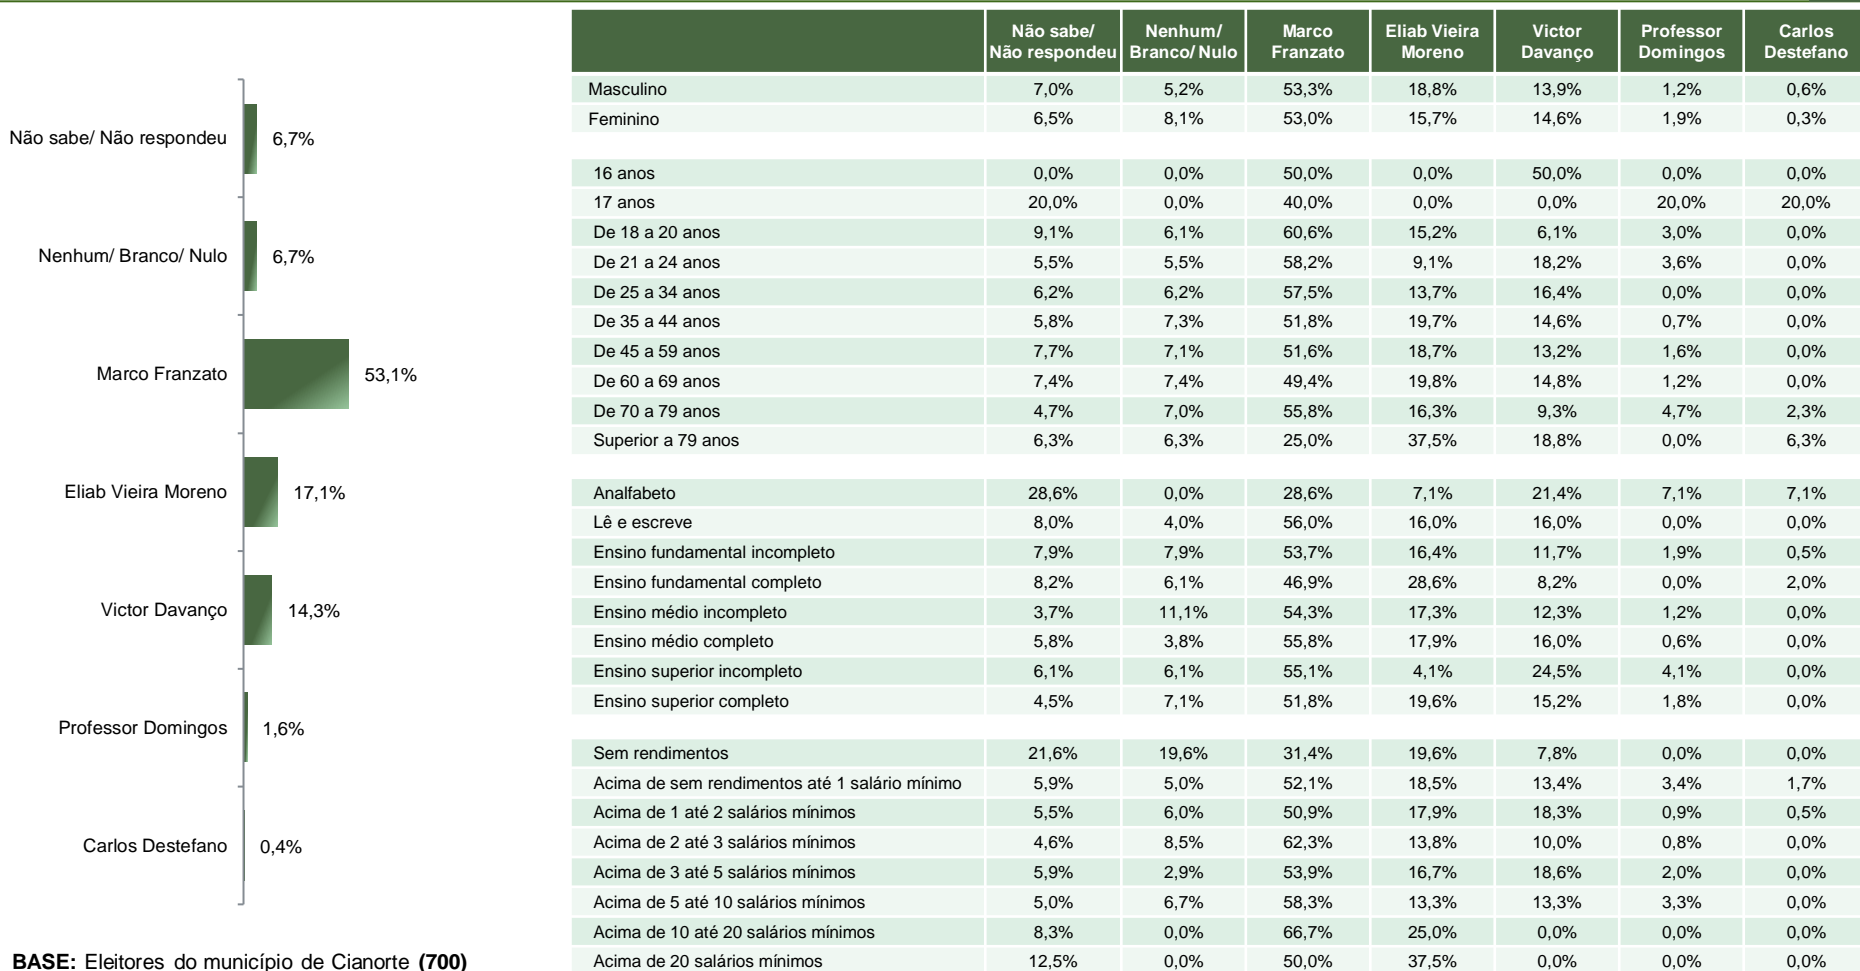 Não sabe/ Não respondeu 6,7%
Nenhum/ Branco/ Nulo 6,7%
Marco Franzato 53,1%
Eliab Vieira Moreno 17,1%
Victor Davanço 14,3%
Professor Domingos 1,6%
Carlos Destefano 0,4%
BASE: Eleitores do município de Cianorte (700)
Não sabe/ Nenhum/ Marco Eliab Vieira Victor Professor Carlos
Não respondeu Branco/ Nulo Franzato Moreno Davanço Domingos Destefano
Masculino 7,0% 5,2% 53,3% 18,8% 13,9% 1,2% 0,6%
Feminino 6,5% 8,1% 53,0% 15,7% 14,6% 1,9% 0,3%
16 anos 0,0% 0,0% 50,0% 0,0% 50,0% 0,0% 0,0%
17 anos 20,0% 0,0% 40,0% 0,0% 0,0% 20,0% 20,0%
De 18 a 20 anos 9,1% 6,1% 60,6% 15,2% 6,1% 3,0% 0,0%
De 21 a 24 anos 5,5% 5,5% 58,2% 9,1% 18,2% 3,6% 0,0%
De 25 a 34 anos 6,2% 6,2% 57,5% 13,7% 16,4% 0,0% 0,0%
De 35 a 44 anos 5,8% 7,3% 51,8% 19,7% 14,6% 0,7% 0,0%
De 45 a 59 anos 7,7% 7,1% 51,6% 18,7% 13,2% 1,6% 0,0%
De 60 a 69 anos 7,4% 7,4% 49,4% 19,8% 14,8% 1,2% 0,0%
De 70 a 79 anos 4,7% 7,0% 55,8% 16,3% 9,3% 4,7% 2,3%
Superior a 79 anos 6,3% 6,3% 25,0% 37,5% 18,8% 0,0% 6,3%
Analfabeto 28,6% 0,0% 28,6% 7,1% 21,4% 7,1% 7,1%
Lê e escreve 8,0% 4,0% 56,0% 16,0% 16,0% 0,0% 0,0%
Ensino fundamental incompleto 7,9% 7,9% 53,7% 16,4% 11,7% 1,9% 0,5%
Ensino fundamental completo 8,2% 6,1% 46,9% 28,6% 8,2% 0,0% 2,0%
Ensino médio incompleto 3,7% 11,1% 54,3% 17,3% 12,3% 1,2% 0,0%
Ensino médio completo 5,8% 3,8% 55,8% 17,9% 16,0% 0,6% 0,0%
Ensino superior incompleto 6,1% 6,1% 55,1% 4,1% 24,5% 4,1% 0,0%
Ensino superior completo 4,5% 7,1% 51,8% 19,6% 15,2% 1,8% 0,0%
Sem rendimentos 21,6% 19,6% 31,4% 19,6% 7,8% 0,0% 0,0%
Acima de sem rendimentos até 1 salário mínimo 5,9% 5,0% 52,1% 18,5% 13,4% 3,4% 1,7%
Acima de 1 até 2 salários mínimos 5,5% 6,0% 50,9% 17,9% 18,3% 0,9% 0,5%
Acima de 2 até 3 salários mínimos 4,6% 8,5% 62,3% 13,8% 10,0% 0,8% 0,0%
Acima de 3 até 5 salários mínimos 5,9% 2,9% 53,9% 16,7% 18,6% 2,0% 0,0%
Acima de 5 até 10 salários mínimos 5,0% 6,7% 58,3% 13,3% 13,3% 3,3% 0,0%
Acima de 10 até 20 salários mínimos 8,3% 0,0% 66,7% 25,0% 0,0% 0,0% 0,0%
Acima de 20 salários mínimos 12,5% 0,0% 50,0% 37,5% 0,0% 0,0% 0,0%